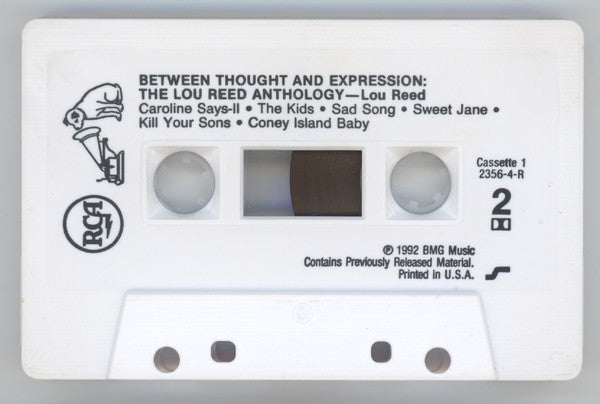 BETWEEN THOUGHT AND EXPRESSION:
THE LOU REED ANTHOLOGY—Lou Reed
Caroline Says-II • The Kids • Sad Song • Sweet Jane •
Kill Your Sons • Coney Island Baby
Cassette 1
2356-4-R
2
RCA
℗ 1992 BMG Music
Contains Previously Released Material.
Printed in U.S.A.